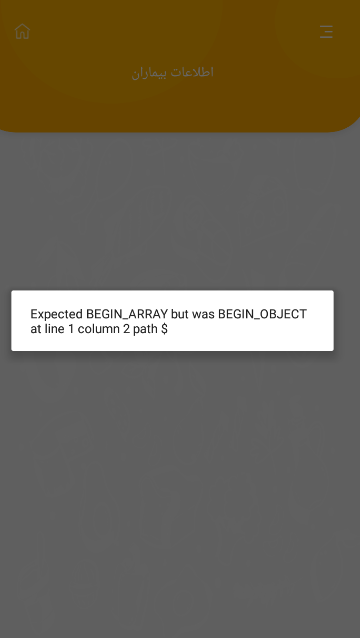 اطلاعات بیماران
Expected BEGIN_ARRAY but was BEGIN_OBJECT
at line 1 column 2 path $